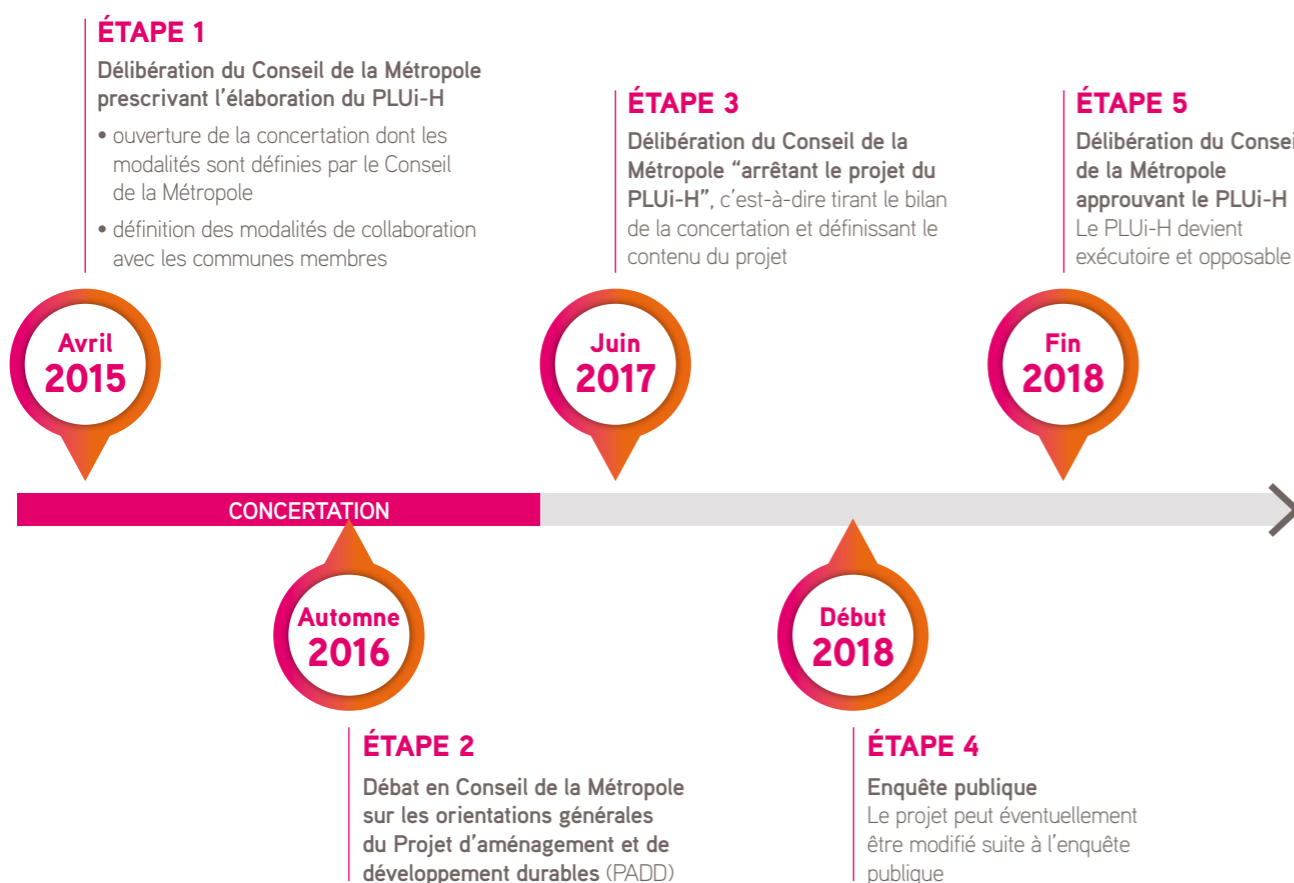 ÉTAPE 1
Délibération du Conseil de la Métropole
prescrivant l'élaboration du PLUi-H
• ouverture de la concertation dont les
modalités sont définies par le Conseil
de la Métropole
• définition des modalités de collaboration
avec les communes membres
ÉTAPE 3
Délibération du Conseil de la
Métropole “arrêtant le projet du
PLUi-H”, c'est-à-dire tirant le bilan
de la concertation et définissant le
contenu du projet
ÉTAPE 5
Délibération du Conseil
de la Métropole
approuvant le PLUi-H
Le PLUi-H devient
exécutoire et opposable
Avril
2015
Juin
2017
Fin
2018
CONCERTATION
Automne
2016
Début
2018
ÉTAPE 2
Débat en Conseil de la Métropole
sur les orientations générales
du Projet d'aménagement et de
développement durables (PADD)
ÉTAPE 4
Enquête publique
Le projet peut éventuellement
être modifié suite à l'enquête
publique